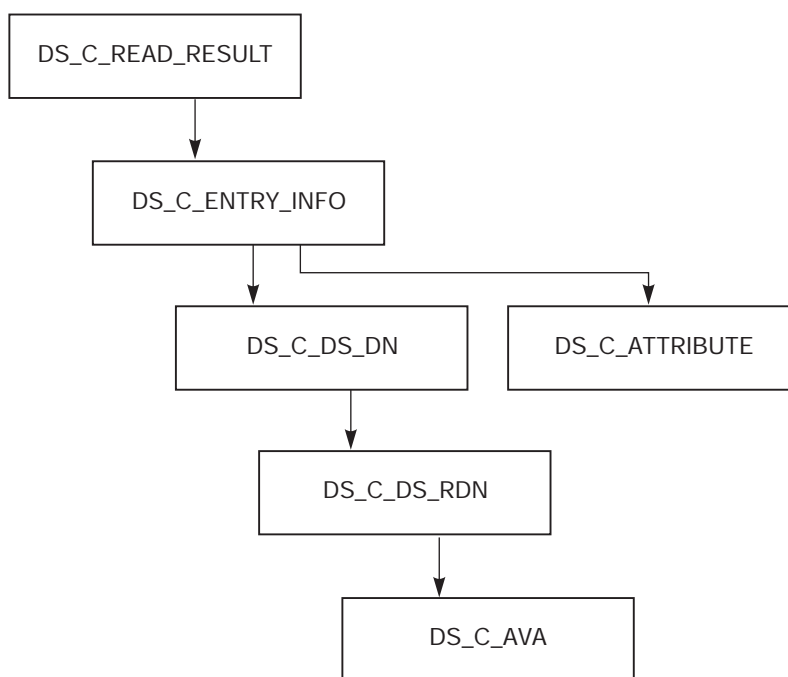 DS_C_READ_RESULT
DS_C_ENTRY_INFO
DS_C_DS_DN
DS_C_ATTRIBUTE
DS_C_DS_RDN
DS_C_AVA